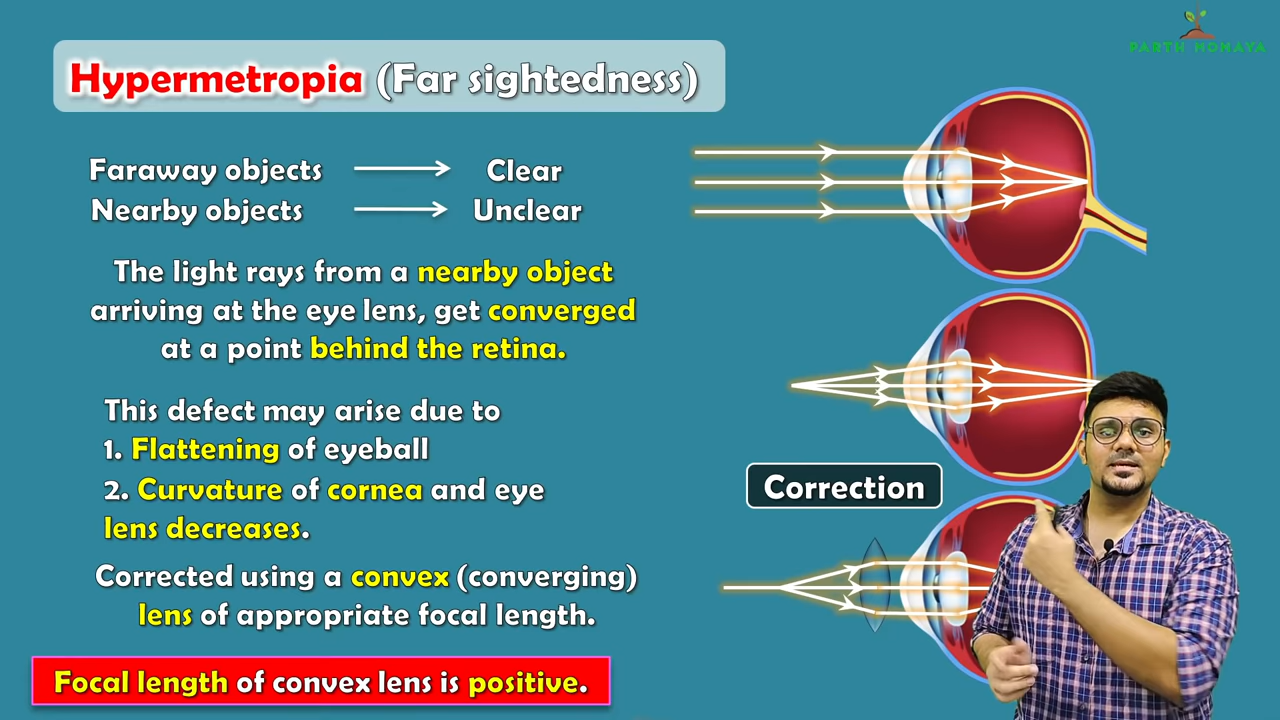 PARTH MOMAYA
Hypermetropia (Far sightedness)
Faraway objects Clear
Nearby objects Unclear
The light rays from a nearby object
arriving at the eye lens, get converged
at a point behind the retina.
This defect may arise due to
1. Flattening of eyeball
2. Curvature of cornea and eye
lens decreases.
Correction
Corrected using a convex (converging)
lens of appropriate focal length.
Focal length of convex lens is positive.